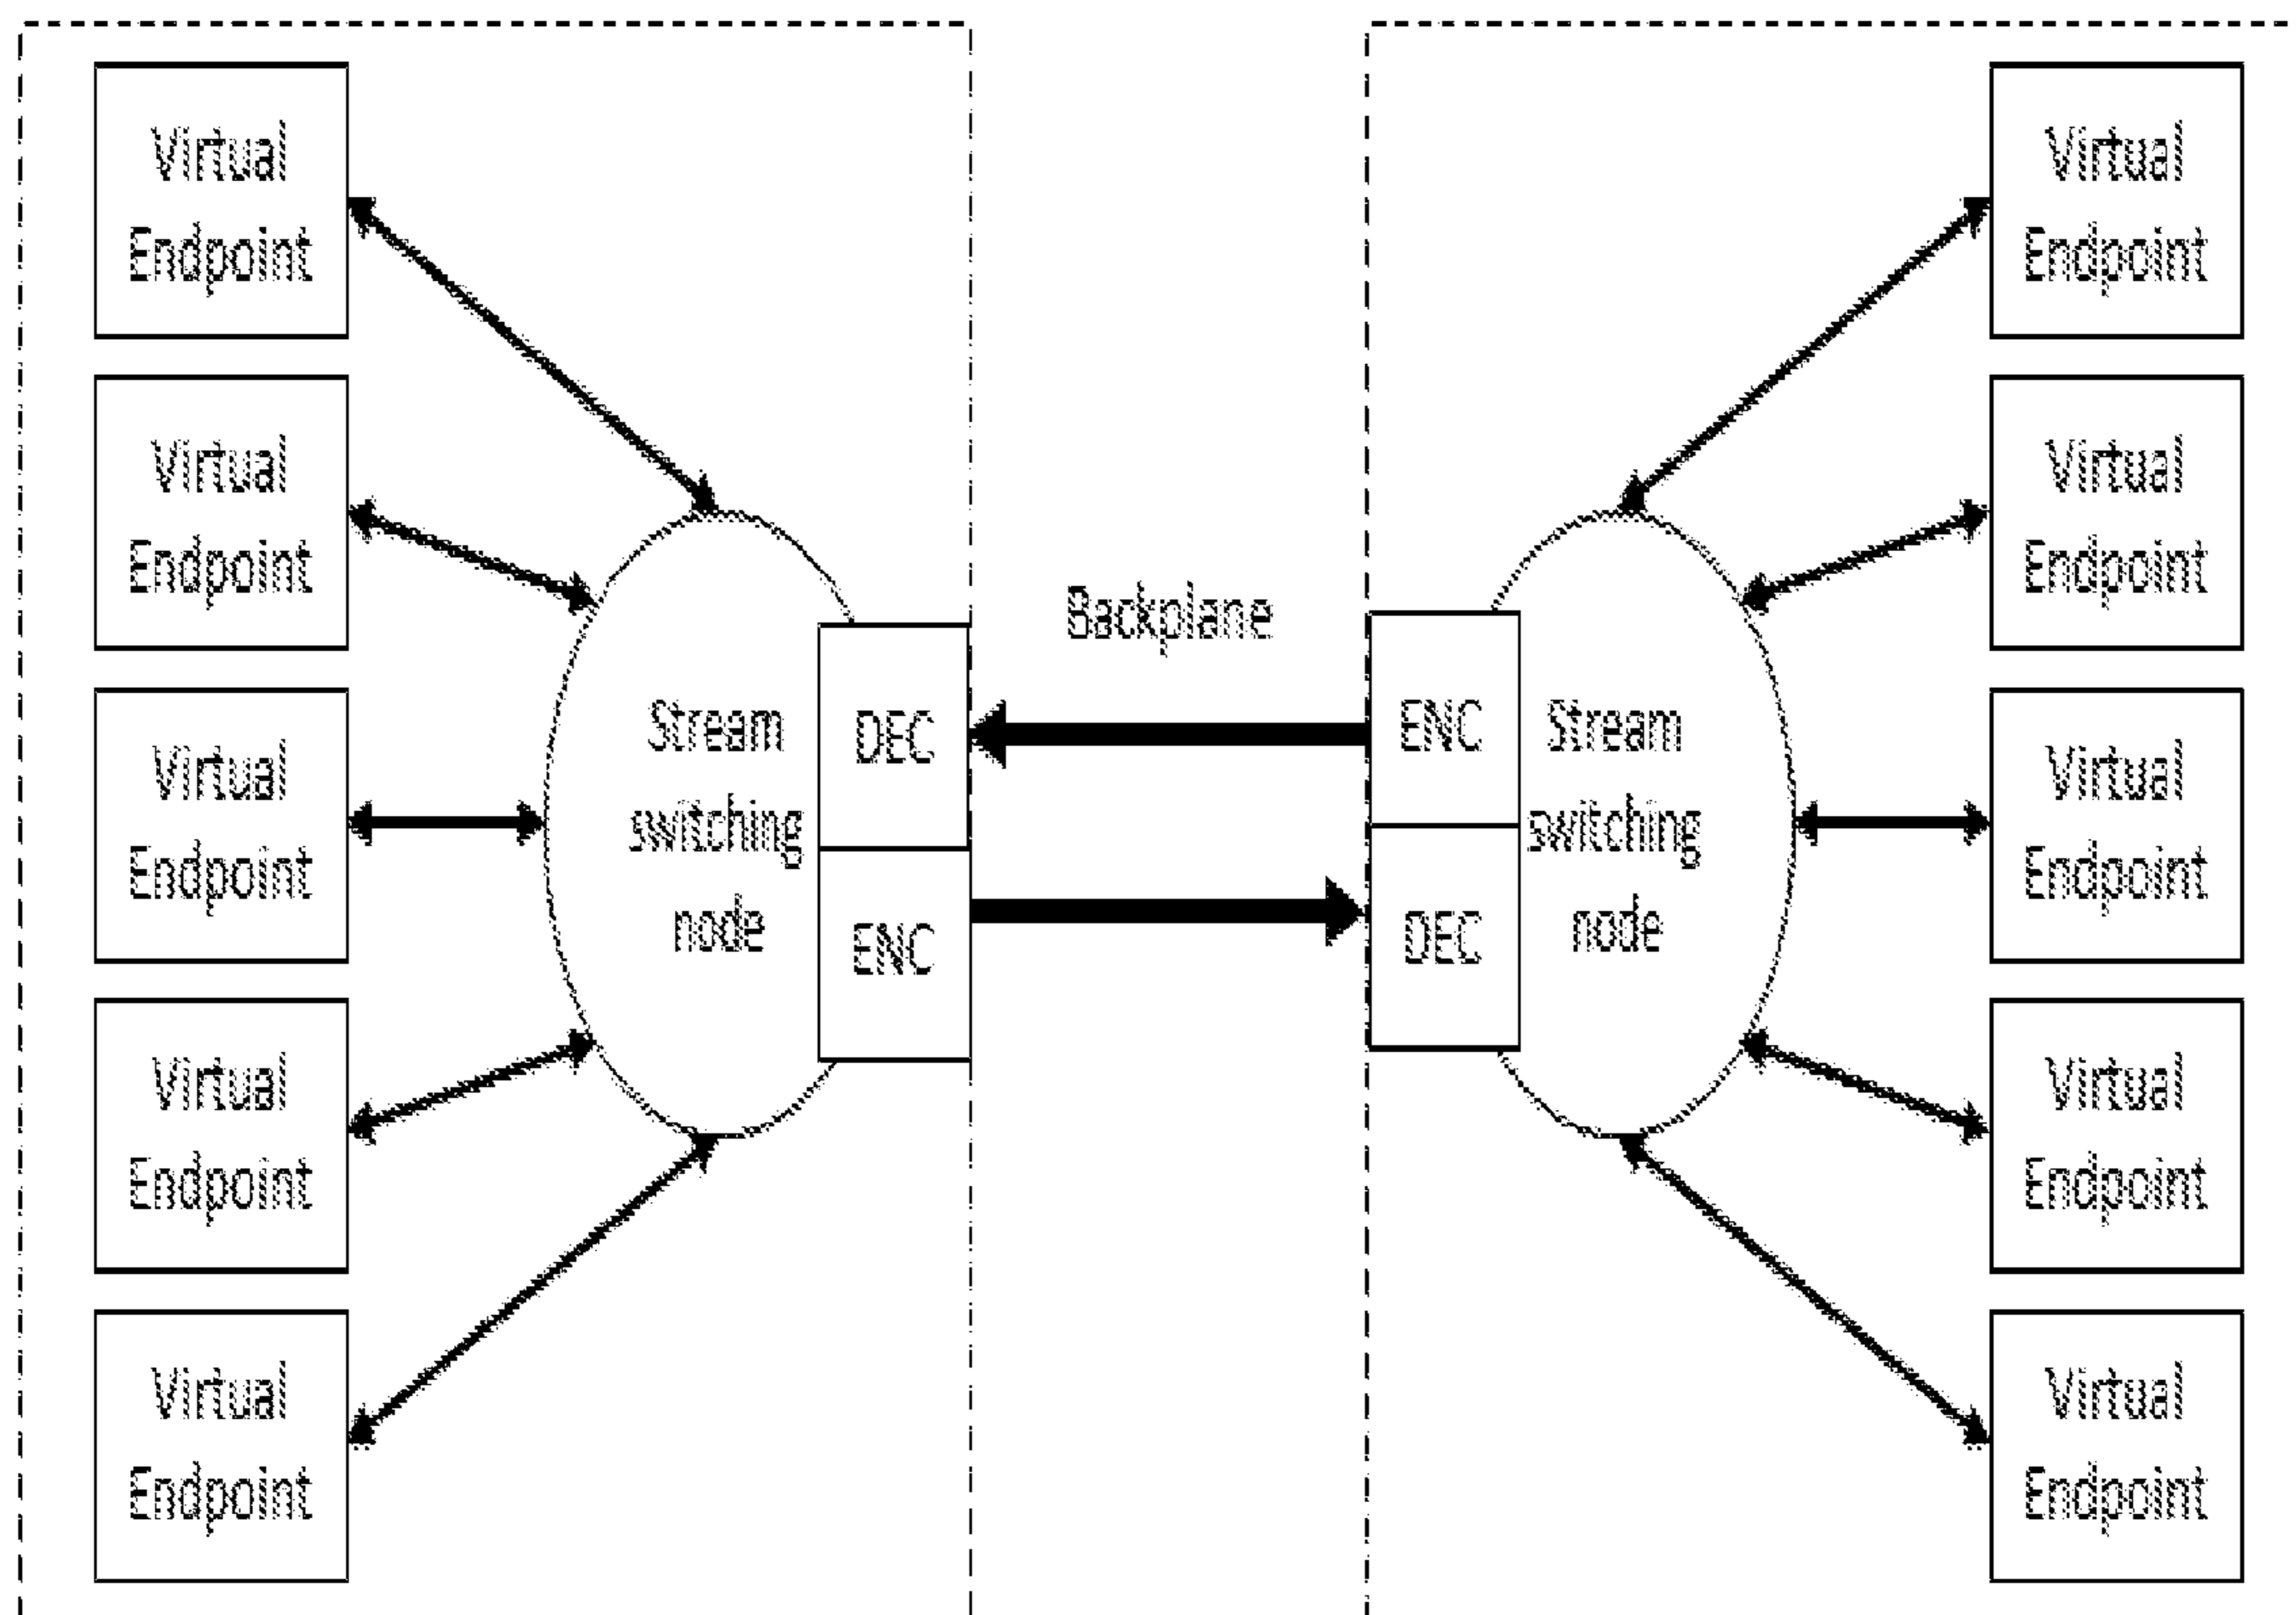 Virtual
Endpoint
Virtual
Endpoint
Virtual
Endpoint
Virtual
Endpoint
Virtual
Endpoint
Stream
switching
node
DEC
ENC
Backplane
ENC
DEC
Stream
switching
node
Virtual
Endpoint
Virtual
Endpoint
Virtual
Endpoint
Virtual
Endpoint
Virtual
Endpoint